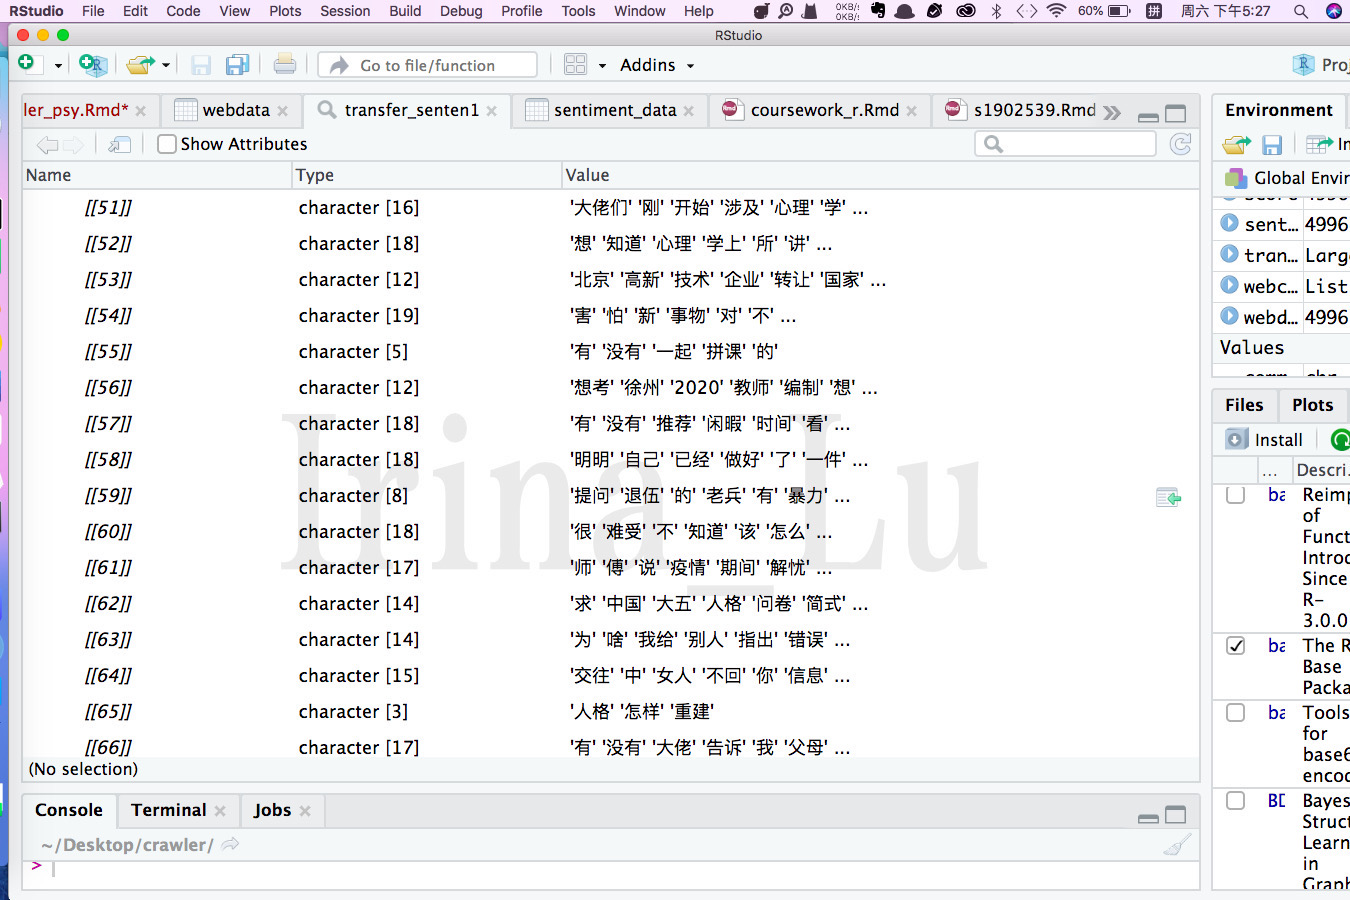 RStudio File Edit Code View Plots Session Build Debug Profile Tools Window Help 0KB/ 0KB/ 60% 拼 周六 下午5:27
RStudio
Go to file/function Addins
ler_psy.Rmd* webdata transfer_senten1 sentiment_data coursework_r.Rmd s1902539.Rmd
Show Attributes
Name Type Value
[[51]] character [16] '大佬们' '刚' '开始' '涉及' '心理' '学' ...
[[52]] character [18] '想' '知道' '心理' '学上' '所' '讲' ...
[[53]] character [12] '北京' '高新' '技术' '企业' '转让' '国家' ...
[[54]] character [19] '害' '怕' '新' '事物' '对' '不' ...
[[55]] character [5] '有' '没有' '一起' '拼课' '的'
[[56]] character [12] '想考' '徐州' '2020' '教师' '编制' '想' ...
[[57]] character [18] '有' '没有' '推荐' '闲暇' '时间' '看' ...
[[58]] character [18] '明明' '自己' '已经' '做好' '了' '一件' ...
[[59]] character [8] '提问' '退伍' '的' '老兵' '有' '暴力' ...
[[60]] character [18] '很' '难受' '不' '知道' '该' '怎么' ...
[[61]] character [17] '师' '傅' '说' '疫情' '期间' '解忧' ...
[[62]] character [14] '求' '中国' '大五' '人格' '问卷' '简式' ...
[[63]] character [14] '为' '啥' '我给' '别人' '指出' '错误' ...
[[64]] character [15] '交往' '中' '女人' '不回' '你' '信息' ...
[[65]] character [3] '人格' '怎样' '重建'
[[66]] character [17] '有' '没有' '大佬' '告诉' '我' '父母' ...
(No selection)
Irina_Lu
Console Terminal Jobs
~/Desktop/crawler/
>
Environment
Global Envir
sent... 4996
tran... Large
webc... List
webd... 4996
Values
Files Plots
Install
... Descri.
ba Reimp
of
Funct
Introd
Since
R-
3.0.0
ba The R
Base
Packa
ba Tools
for
base6
encod
BD Bayes
Struct
Learn
in
Graph